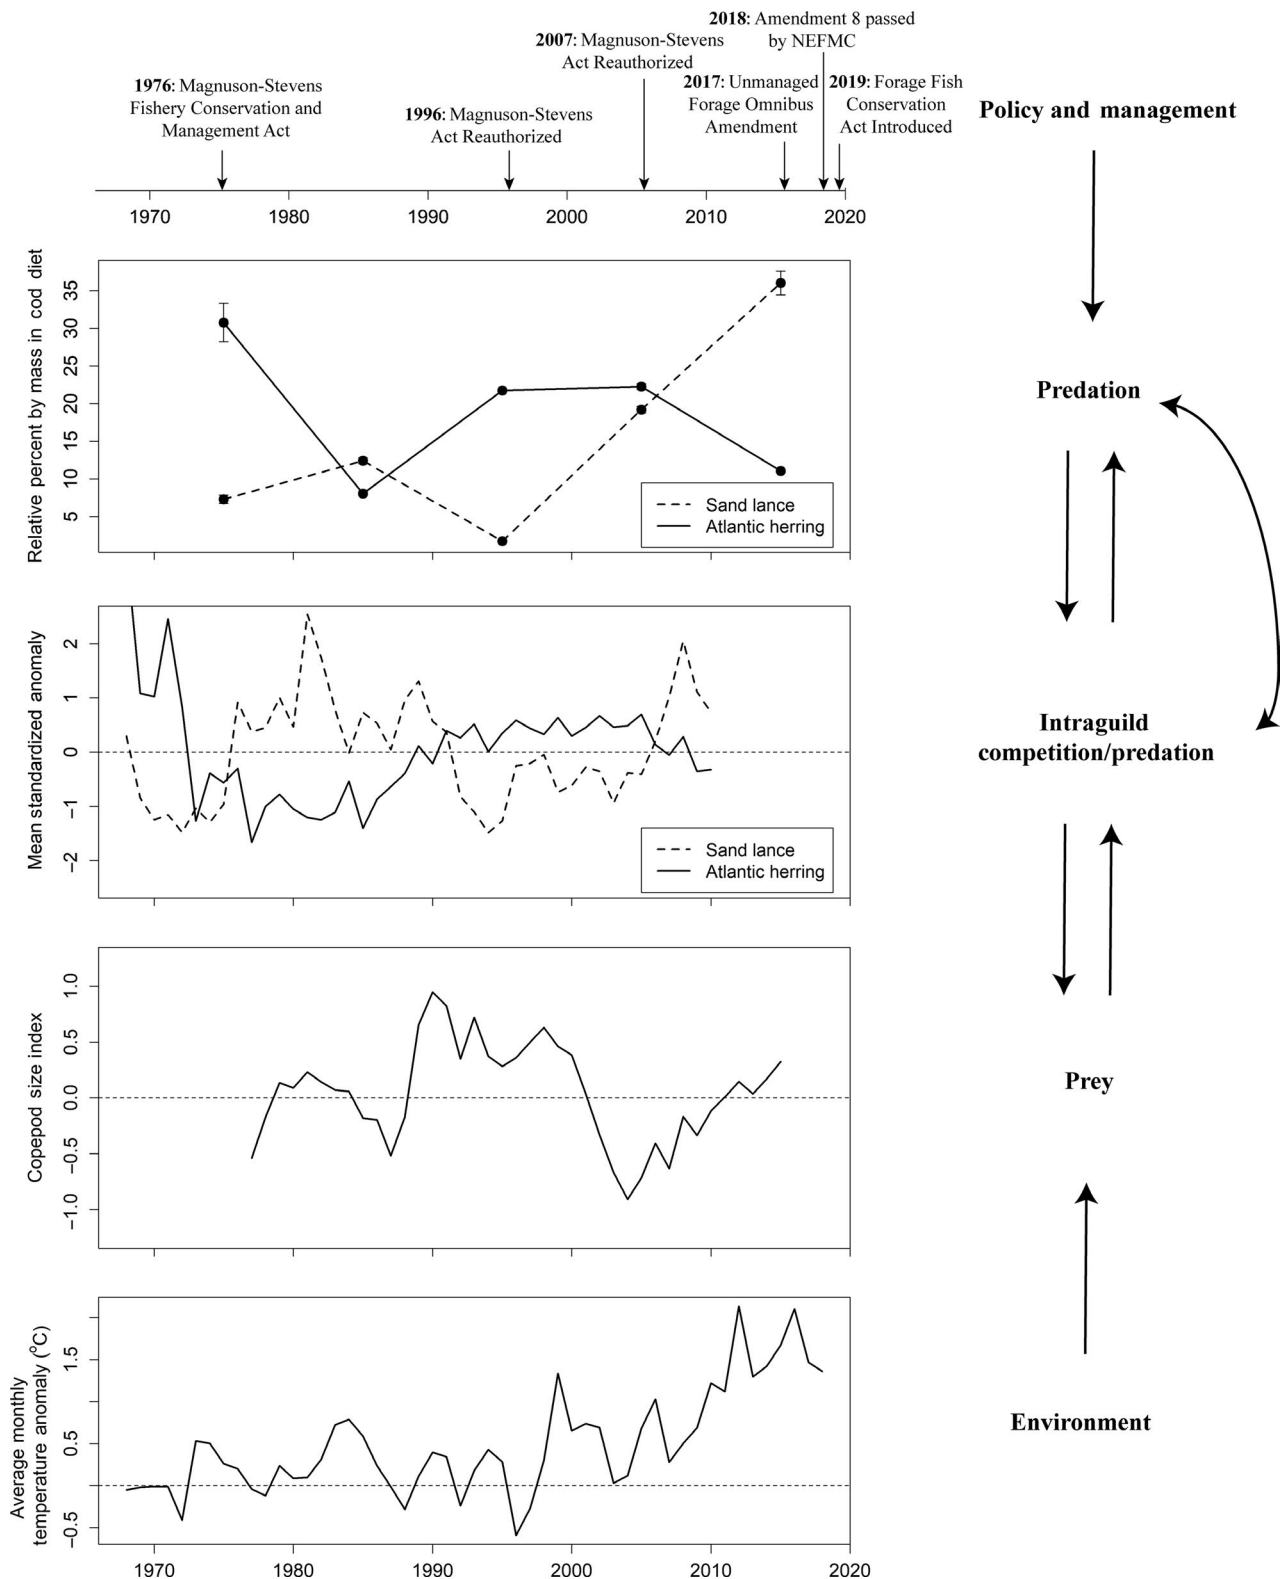 2018: Amendment 8 passed
by NEFMC
2007: Magnuson-Stevens
Act Reauthorized
1976: Magnuson-Stevens
Fishery Conservation and
Management Act
1996: Magnuson-Stevens
Act Reauthorized
2017: Unmanaged
Forage Omnibus
Amendment
2019: Forage Fish
Conservation
Act Introduced
Policy and management
1970 1980 1990 2000 2010 2020
Relative percent by mass in cod diet
35
30
25
20
15
10
5
Sand lance
Atlantic herring
Predation
Mean standardized anomaly
2
1
0
−1
−2
Sand lance
Atlantic herring
Intraguild
competition/predation
Copepod size index
1.0
0.5
0.0
−0.5
−1.0
Prey
Average monthly
temperature anomaly (°C)
1.5
0.5
−0.5
1970 1980 1990 2000 2010 2020
Environment